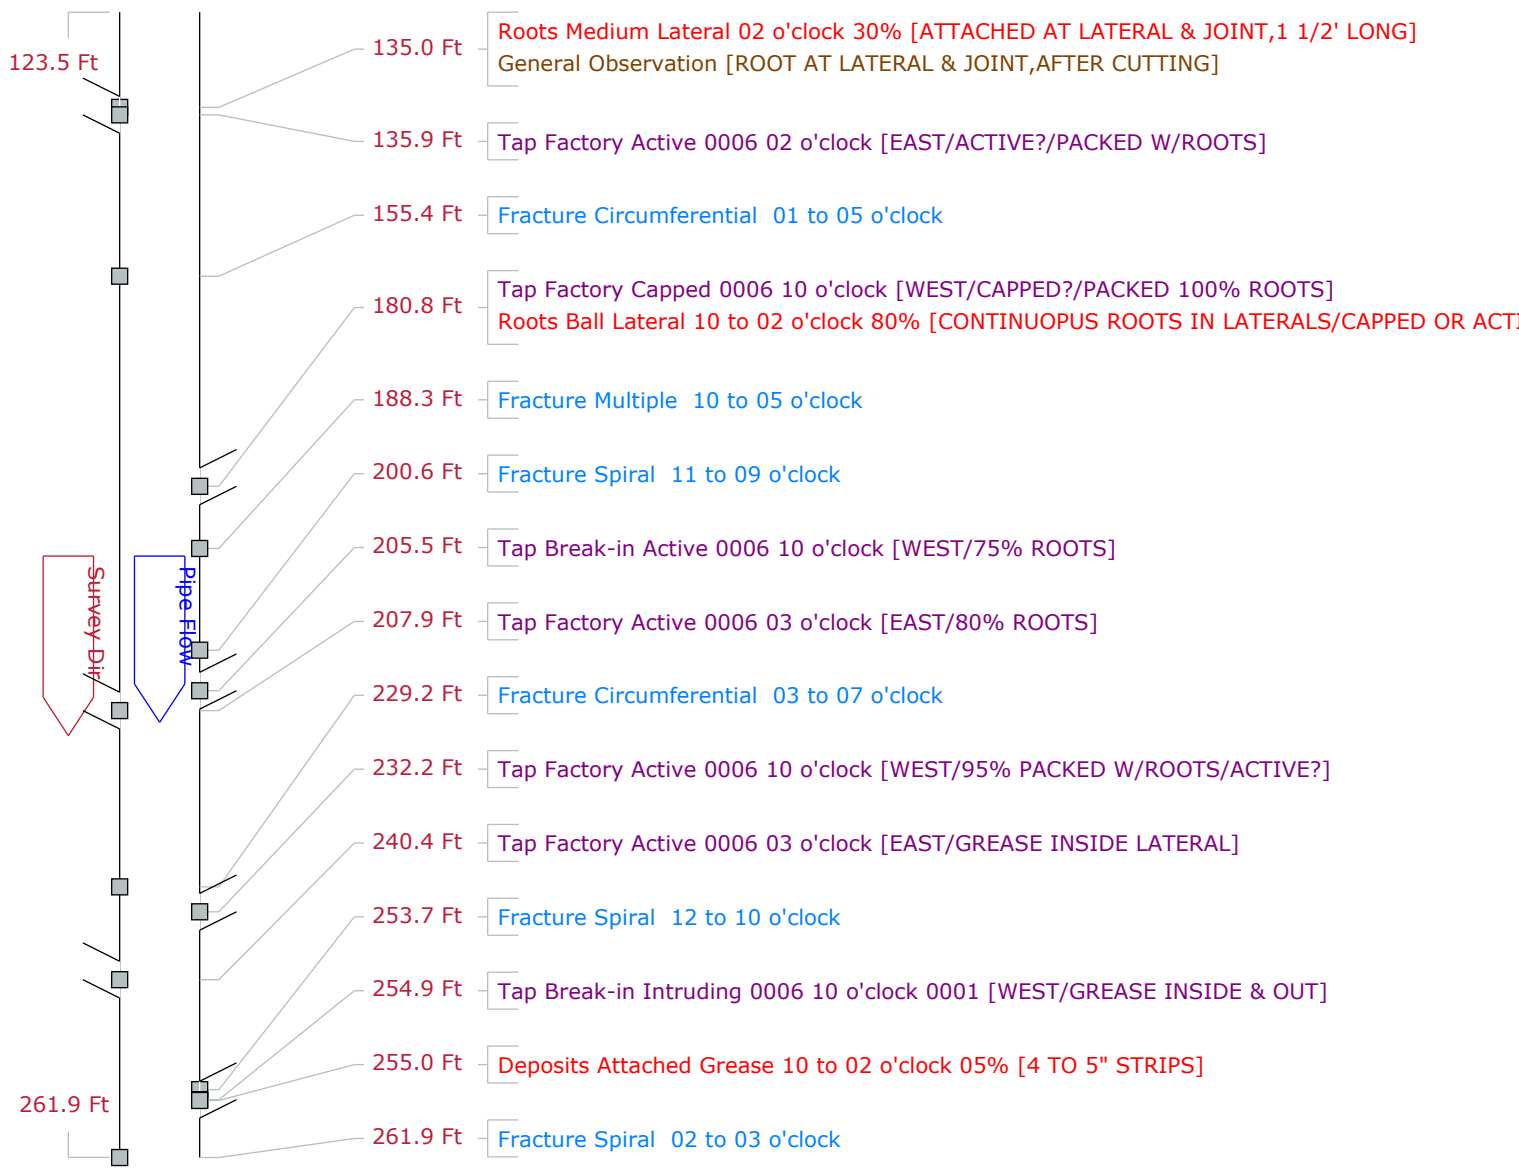 123.5 Ft
135.0 Ft
Roots Medium Lateral 02 o'clock 30% [ATTACHED AT LATERAL & JOINT,1 1/2' LONG]
General Observation [ROOT AT LATERAL & JOINT,AFTER CUTTING]
135.9 Ft
Tap Factory Active 0006 02 o'clock [EAST/ACTIVE?/PACKED W/ROOTS]
155.4 Ft
Fracture Circumferential 01 to 05 o'clock
180.8 Ft
Tap Factory Capped 0006 10 o'clock [WEST/CAPPED?/PACKED 100% ROOTS]
Roots Ball Lateral 10 to 02 o'clock 80% [CONTINUOPUS ROOTS IN LATERALS/CAPPED OR
188.3 Ft
Fracture Multiple 10 to 05 o'clock
200.6 Ft
Fracture Spiral 11 to 09 o'clock
205.5 Ft
Tap Break-in Active 0006 10 o'clock [WEST/75% ROOTS]
Survey Dir
Pipe Flow
207.9 Ft
Tap Factory Active 0006 03 o'clock [EAST/80% ROOTS]
229.2 Ft
Fracture Circumferential 03 to 07 o'clock
232.2 Ft
Tap Factory Active 0006 10 o'clock [WEST/95% PACKED W/ROOTS/ACTIVE?]
240.4 Ft
Tap Factory Active 0006 03 o'clock [EAST/GREASE INSIDE LATERAL]
253.7 Ft
Fracture Spiral 12 to 10 o'clock
254.9 Ft
Tap Break-in Intruding 0006 10 o'clock 0001 [WEST/GREASE INSIDE & OUT]
255.0 Ft
Deposits Attached Grease 10 to 02 o'clock 05% [4 TO 5" STRIPS]
261.9 Ft
261.9 Ft
Fracture Spiral 02 to 03 o'clock